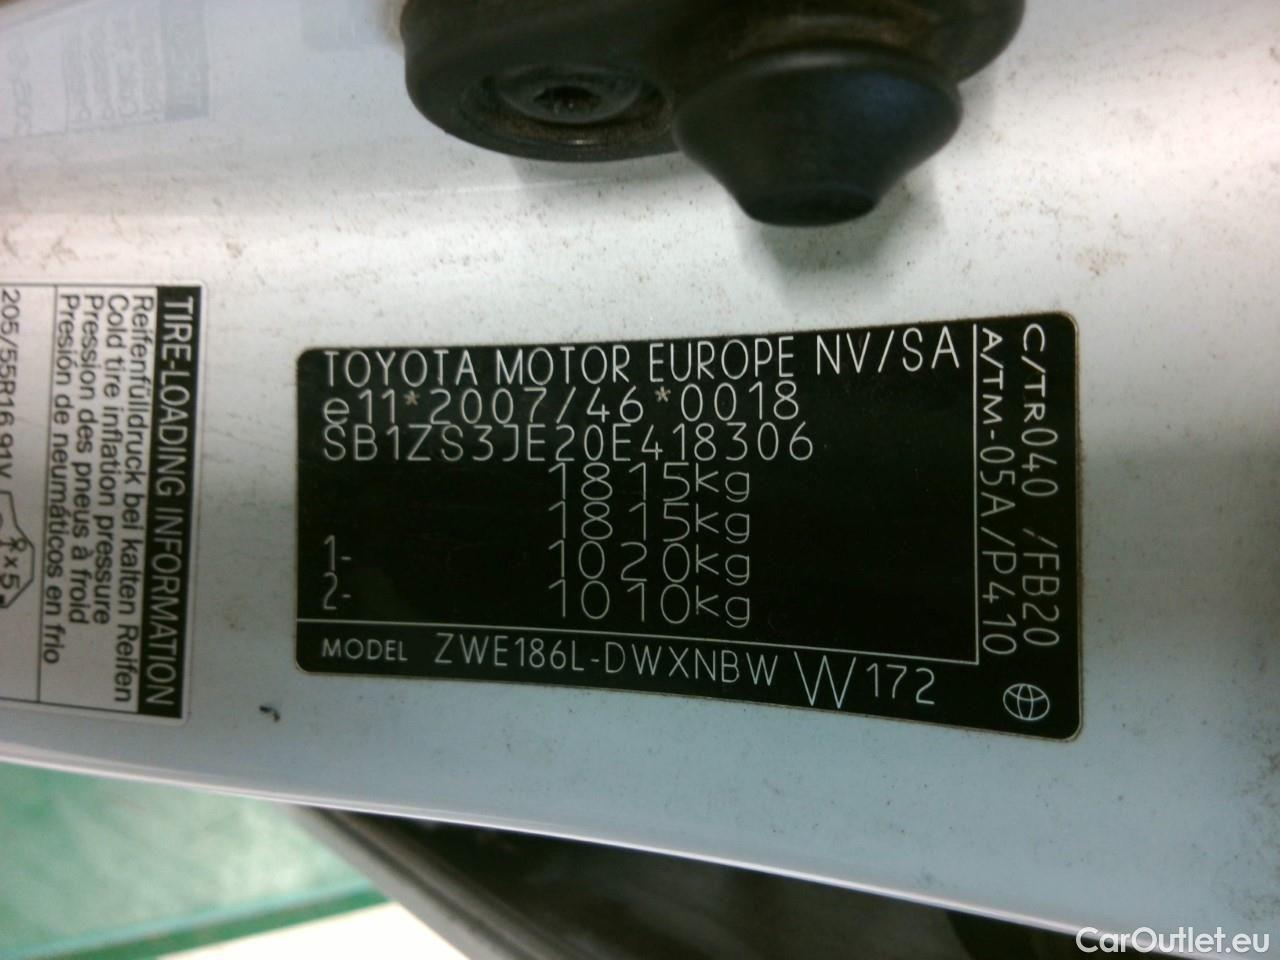 TOYOTA MOTOR EUROPE NV/SA
e11*2007/46*0018
SB1ZS3JE20E418306
1815kg
1815kg
1- 1020kg
2- 1010kg
MODEL ZWE186L-DWXNBW W172
C/TR040 /FB20
A/TM-05A/P410
TIRE-LOADING INFORMATION
Reifenfülldruck bei kalten Reifen
Cold tire inflation pressure
Pression des pneus à froid
Presión de neumáticos en frio
205/55R16 91V
x5
CarOutlet.eu